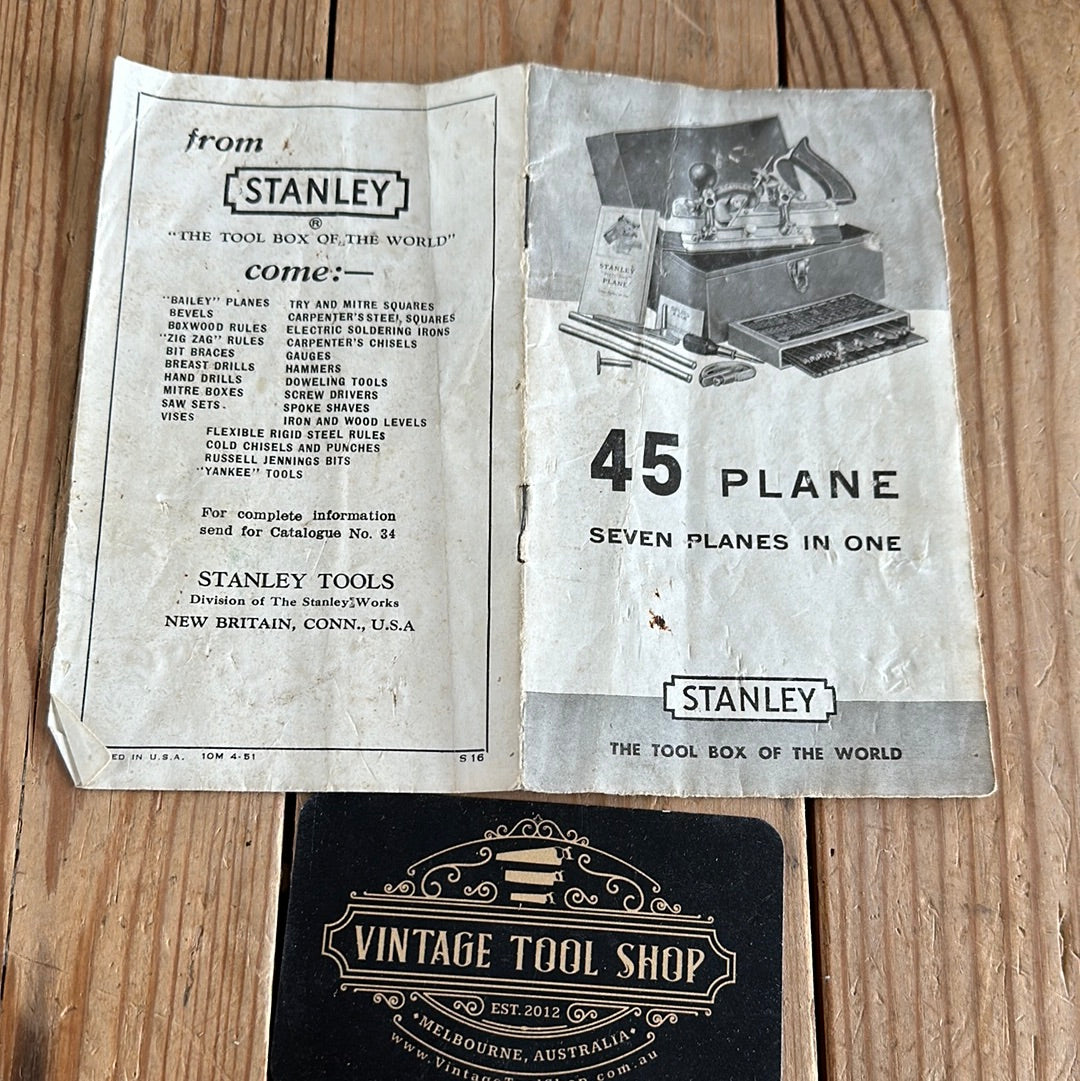 from
STANLEY
®
"THE TOOL BOX OF THE WORLD"
come:—
"BAILEY" PLANES
BEVELS
BOXWOOD RULES
"ZIG ZAG" RULES
BIT BRACES
BREAST DRILLS
HAND DRILLS
MITRE BOXES
SAW SETS
VISES
TRY AND MITRE SQUARES
CARPENTER'S STEEL SQUARES
ELECTRIC SOLDERING IRONS
CARPENTER'S CHISELS
GAUGES
HAMMERS
DOWELING TOOLS
SCREW DRIVERS
SPOKE SHAVES
IRON AND WOOD LEVELS
FLEXIBLE RIGID STEEL RULES
COLD CHISELS AND PUNCHES
RUSSELL JENNINGS BITS
"YANKEE" TOOLS
For complete information
send for Catalogue No. 34
STANLEY TOOLS
Division of The Stanley Works
NEW BRITAIN, CONN., U.S.A
ED IN U.S.A. 10M 4-51 S 16
STANLEY
PLANE
45 PLANE
SEVEN PLANES IN ONE
STANLEY
THE TOOL BOX OF THE WORLD
VINTAGE TOOL SHOP
EST. 2012
• MELBOURNE, AUSTRALIA •
www.VintageToolShop.com.au